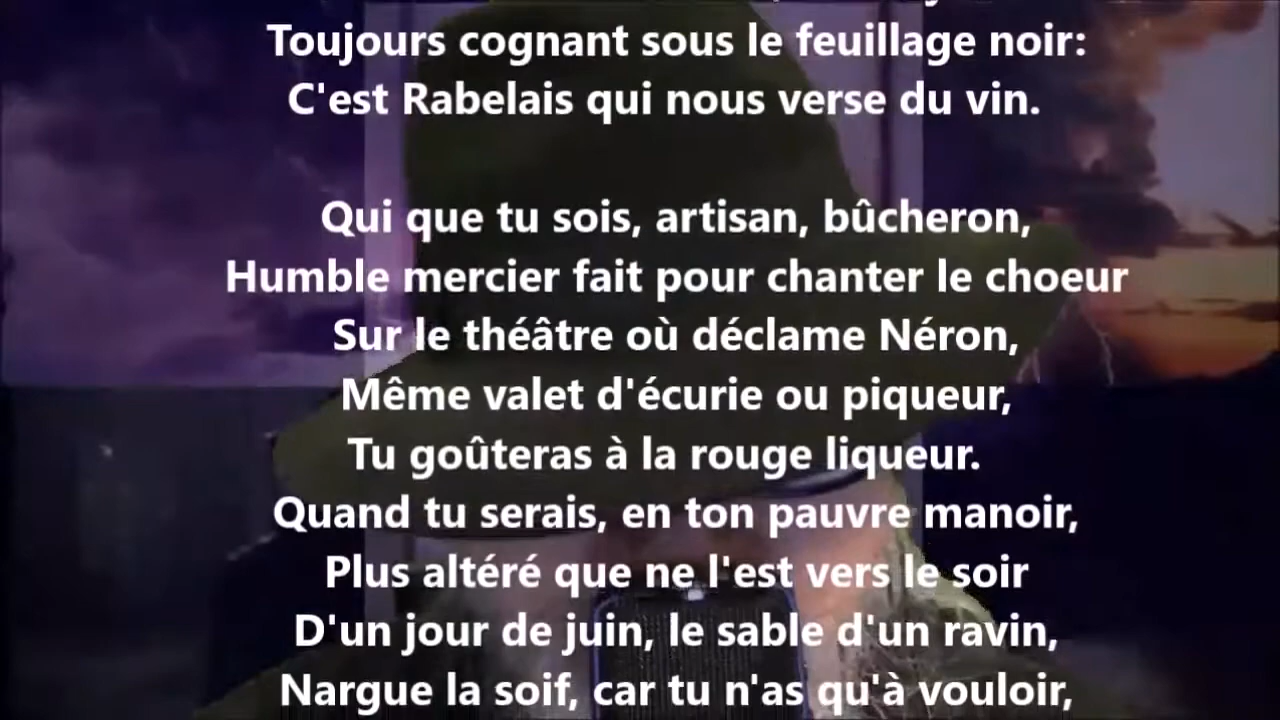 Toujours cognant sous le feuillage noir:
C'est Rabelais qui nous verse du vin.
Qui que tu sois, artisan, bûcheron,
Humble mercier fait pour chanter le choeur
Sur le théâtre où déclame Néron,
Même valet d'écurie ou piqueur,
Tu goûteras à la rouge liqueur.
Quand tu serais, en ton pauvre manoir,
Plus altéré que ne l'est vers le soir
D'un jour de juin, le sable d'un ravin,
Nargue la soif, car tu n'as qu'à vouloir,